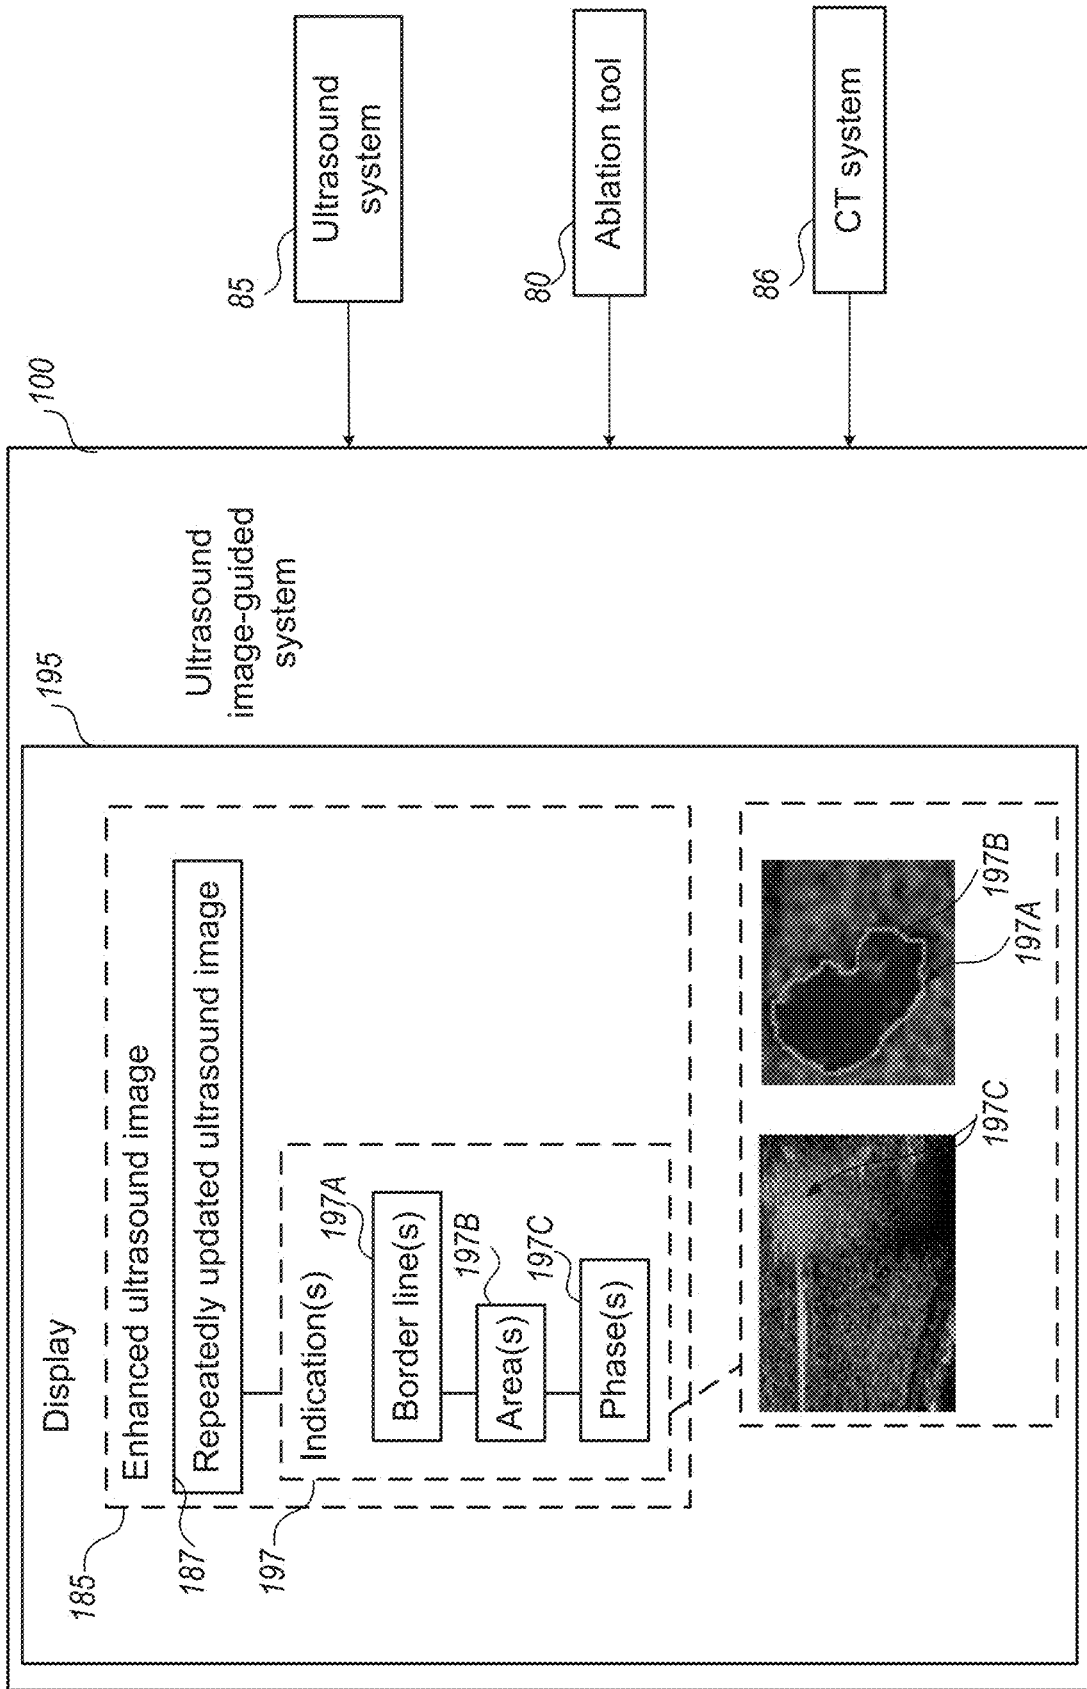 Display
195
100
Enhanced ultrasound image
185
Repeatedly updated ultrasound image
187
Indication(s)
197
Border line(s)
197A
Area(s)
197B
Phase(s)
197C
197C
197B
197A
Ultrasound
image-guided
system
85
Ultrasound
system
80
Ablation tool
86
CT system